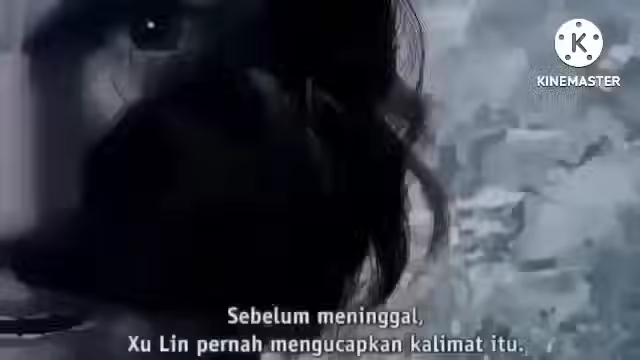 K
KINEMASTER
Sebelum meninggal,
Xu Lin pernah mengucapkan kalimat itu.